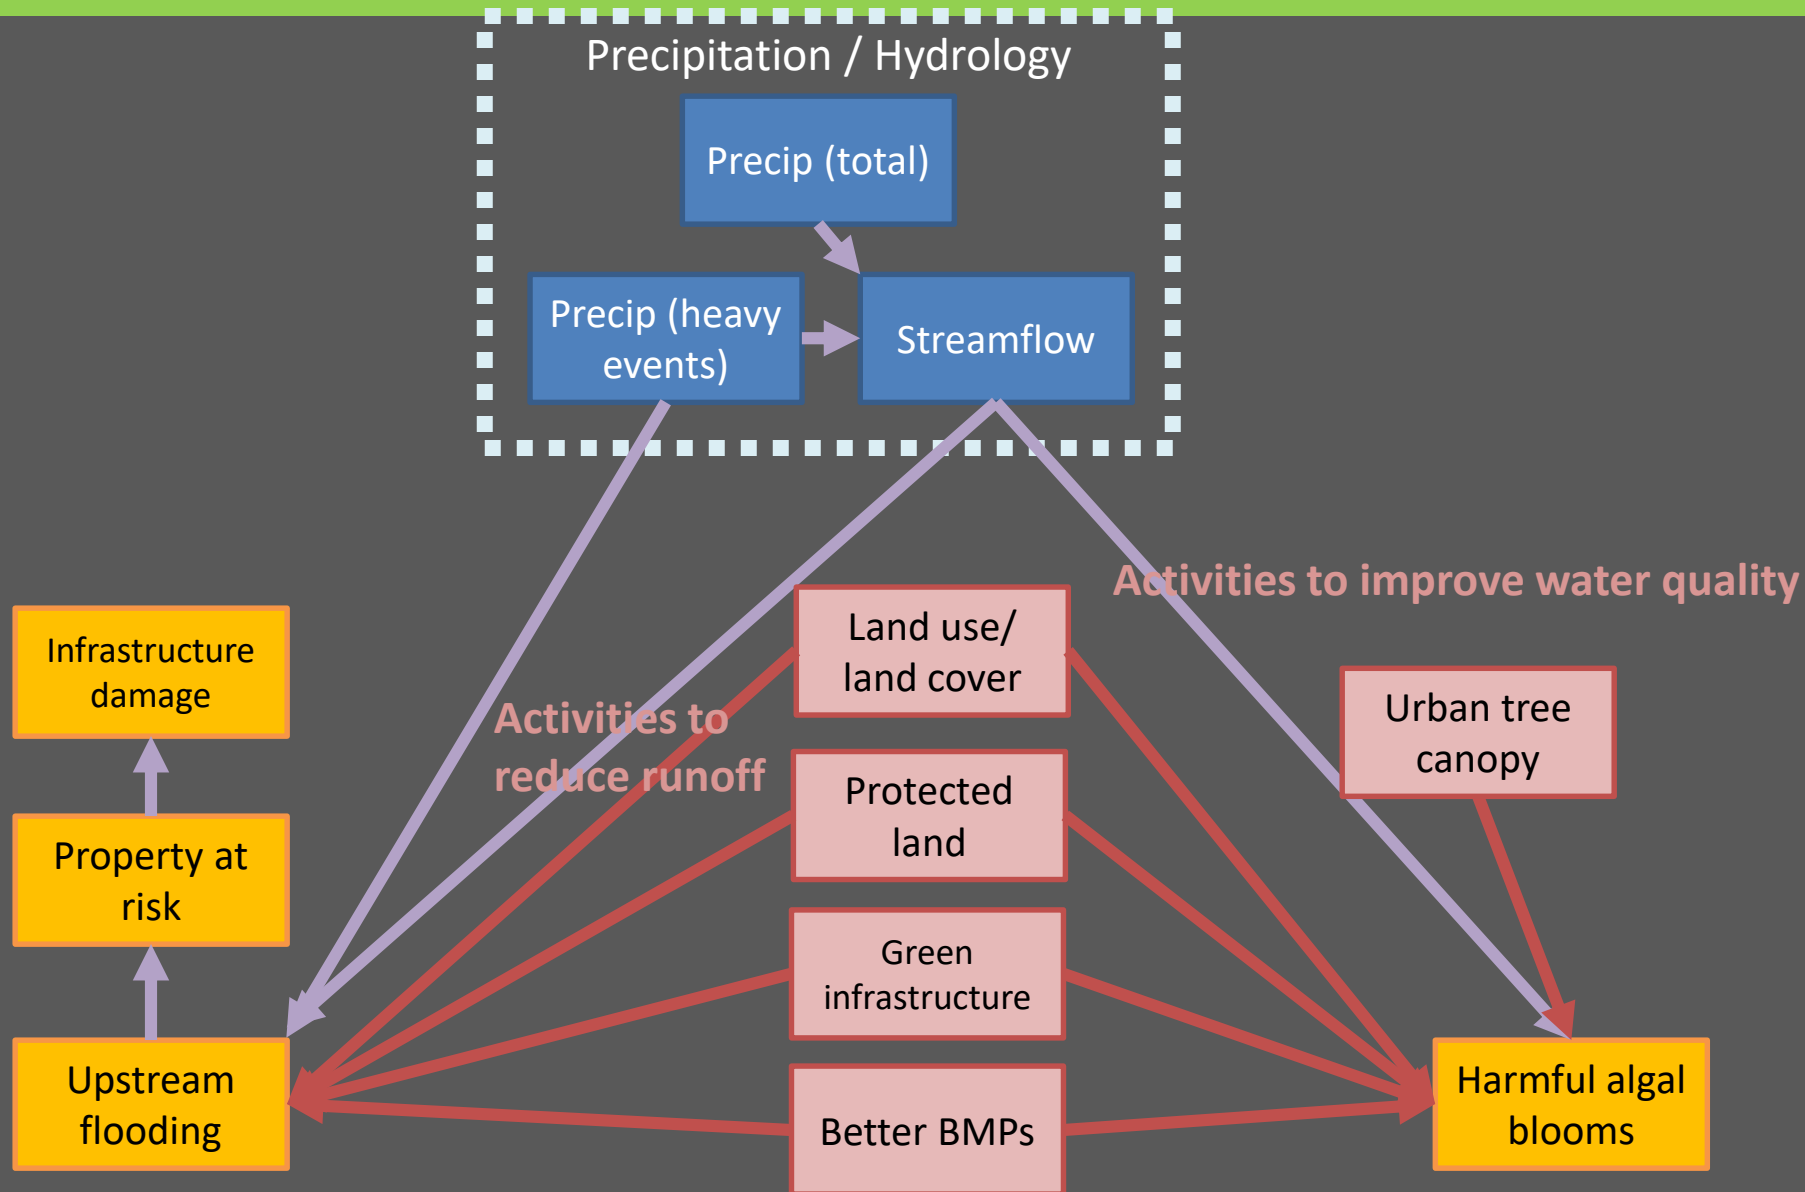 Precipitation / Hydrology
Precip (total)
Precip (heavy
events)
Streamflow
Activities to improve water quality
Land use/
land cover
Infrastructure
damage
Urban tree
canopy
Activities to
reduce runoff
Protected
land
Property at
risk
Green
infrastructure
Upstream
flooding
Better BMPs
Harmful algal
blooms